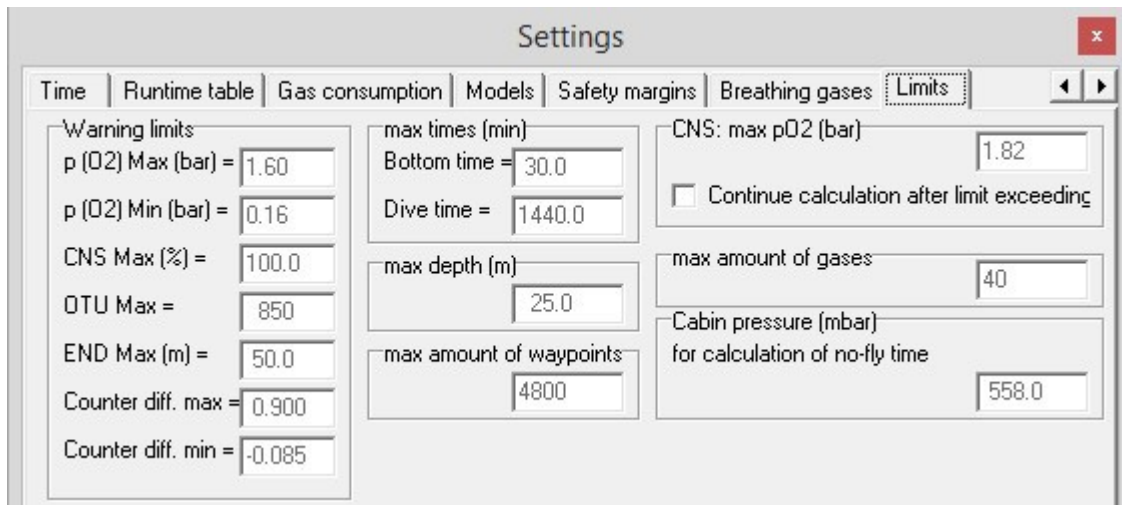 Settings
x
Time Runtime table Gas consumption Models Safety margins Breathing gases Limits
Warning limits
p (O2) Max (bar) = 1.60
p (O2) Min (bar) = 0.16
CNS Max (%) = 100.0
OTU Max = 850
END Max (m) = 50.0
Counter diff. max = 0.900
Counter diff. min = -0.085
max times (min)
Bottom time = 30.0
Dive time = 1440.0
max depth (m)
25.0
max amount of waypoints
4800
CNS: max pO2 (bar)
1.82
Continue calculation after limit exceeding
max amount of gases
40
Cabin pressure (mbar)
for calculation of no-fly time
558.0